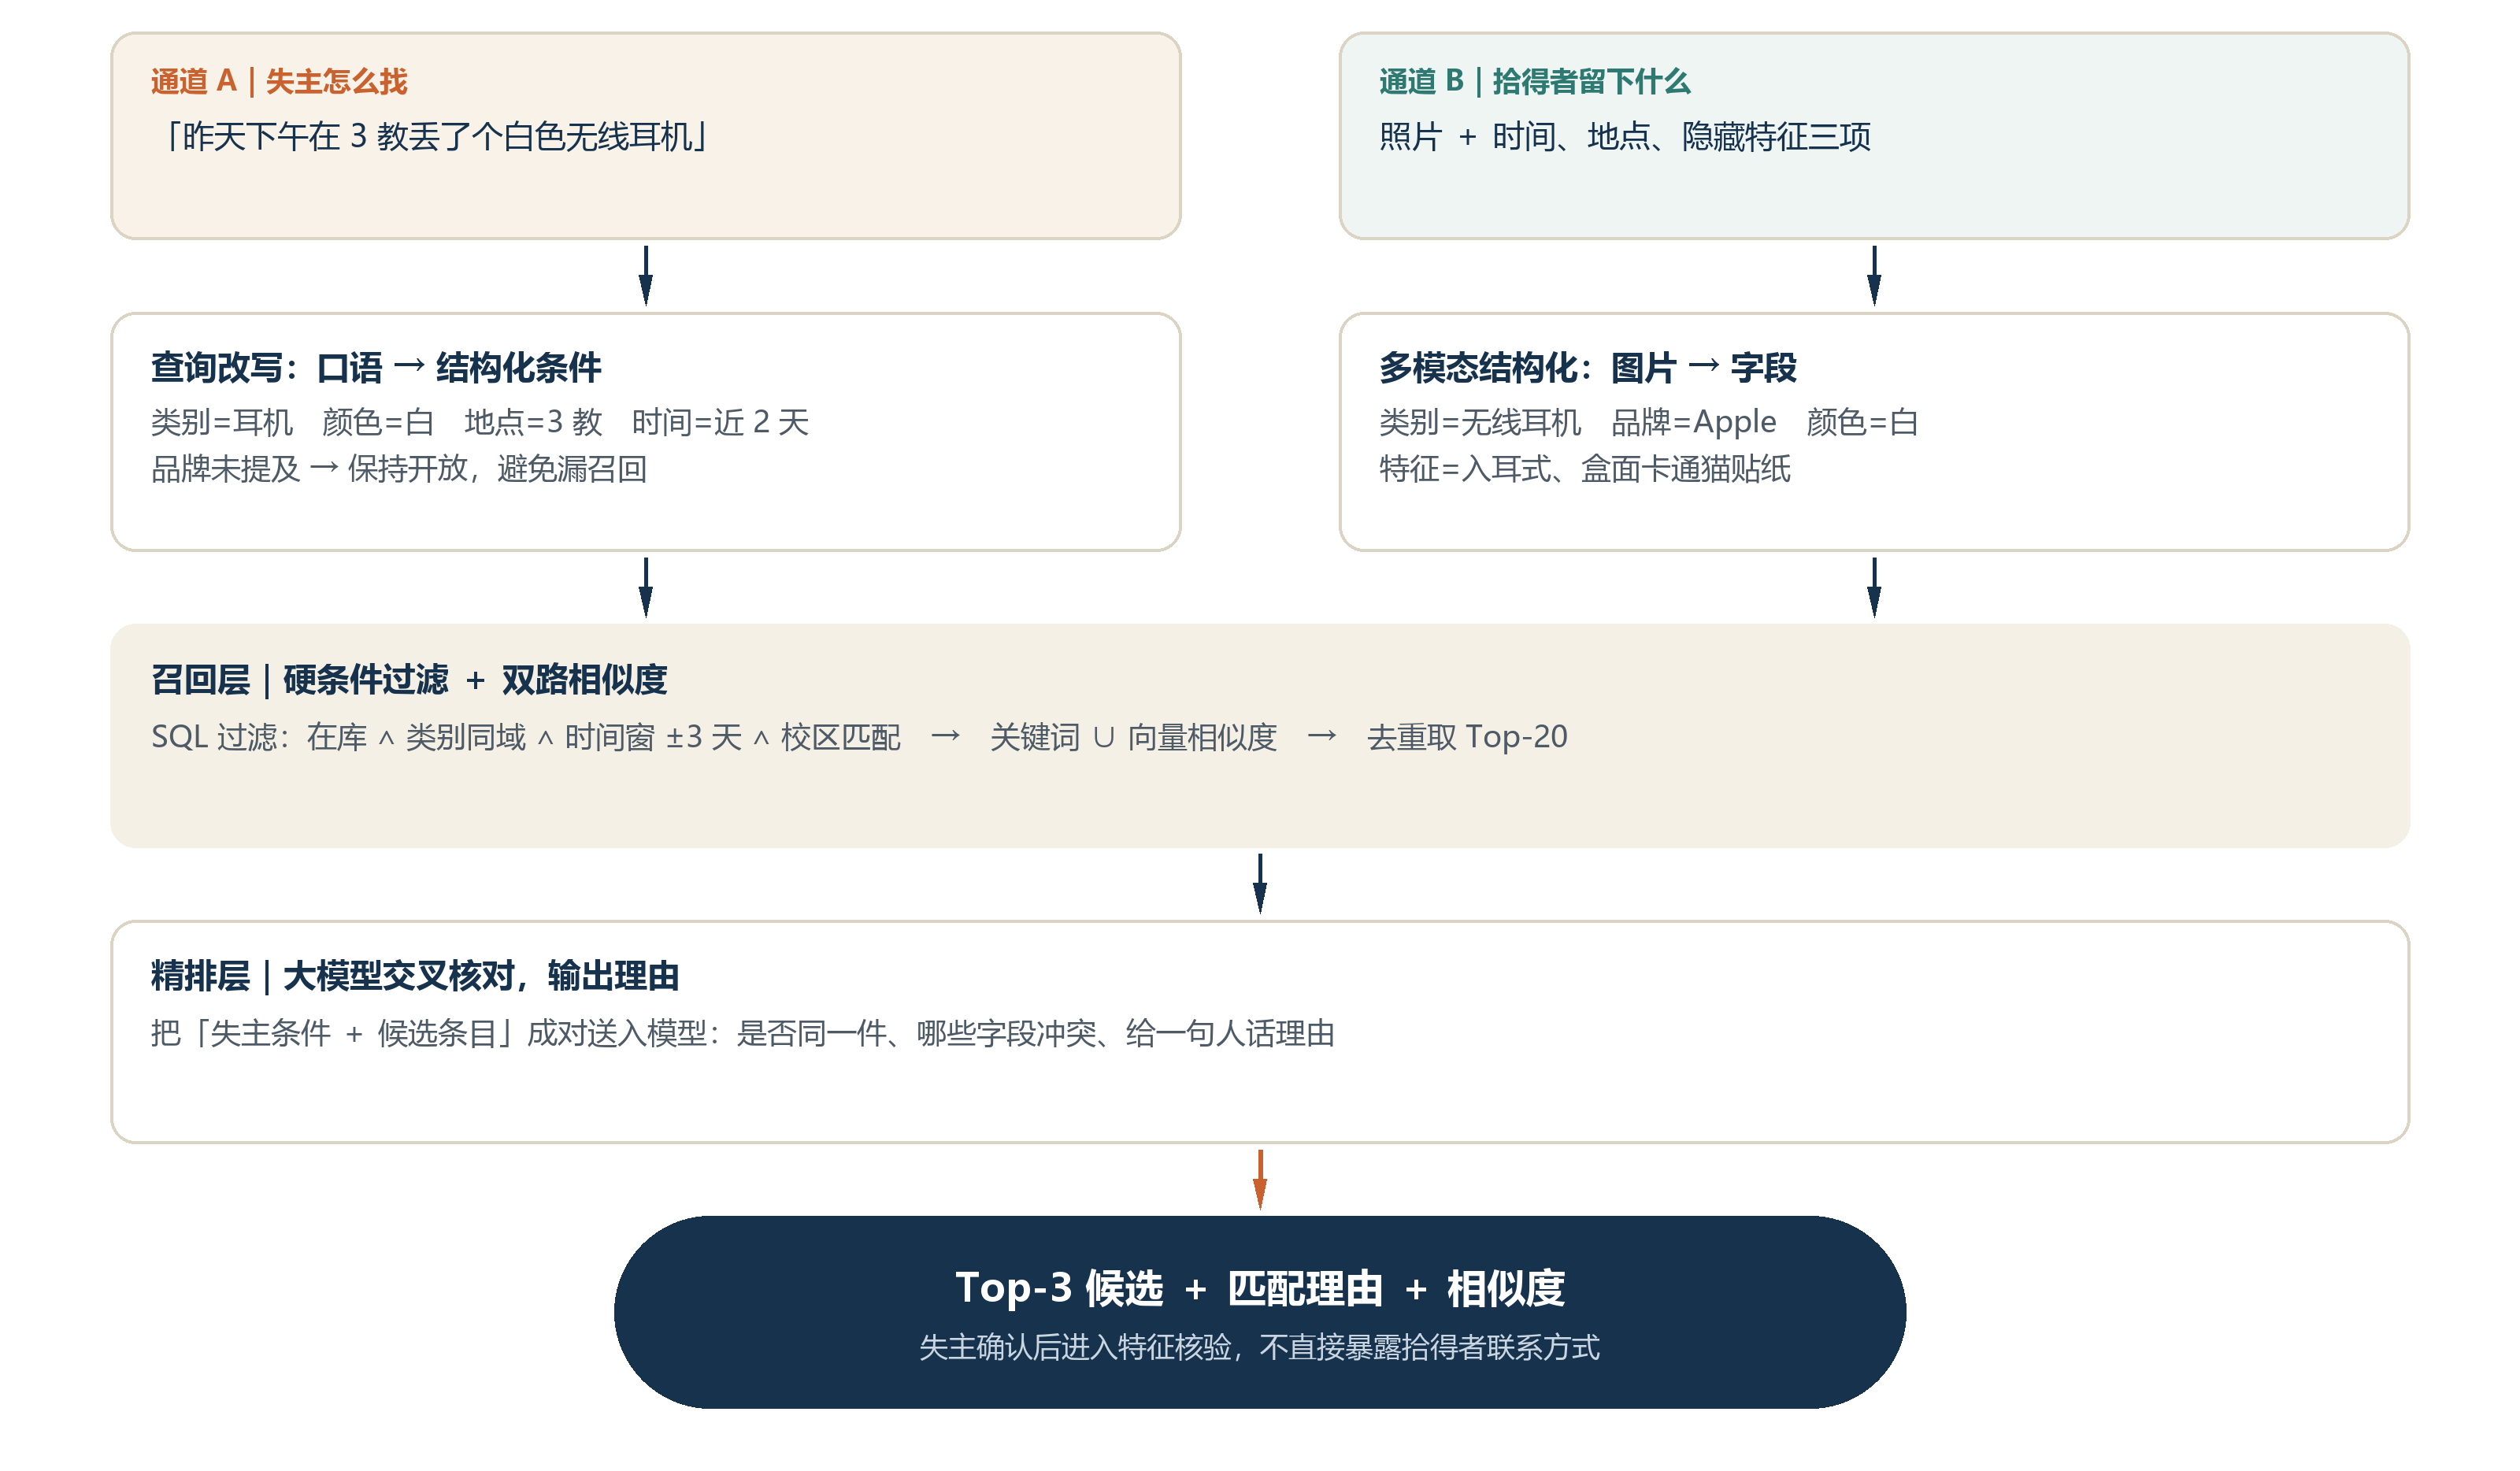 通道 A｜失主怎么找
「昨天下午在 3 教丢了个白色无线耳机」
通道 B｜拾得者留下什么
照片 + 时间、地点、隐藏特征三项
查询改写：口语 → 结构化条件
类别=耳机　颜色=白　地点=3 教　时间=近 2 天
品牌未提及 → 保持开放，避免漏召回
多模态结构化：图片 → 字段
类别=无线耳机　品牌=Apple　颜色=白
特征=入耳式、盒面卡通猫贴纸
召回层｜硬条件过滤 + 双路相似度
SQL 过滤：在库 ∧ 类别同域 ∧ 时间窗 ±3 天 ∧ 校区匹配　→　关键词 ∪ 向量相似度　→　去重取 Top-20
精排层｜大模型交叉核对，输出理由
把「失主条件 + 候选条目」成对送入模型：是否同一件、哪些字段冲突、给一句人话理由
Top-3 候选 + 匹配理由 + 相似度
失主确认后进入特征核验，不直接暴露拾得者联系方式